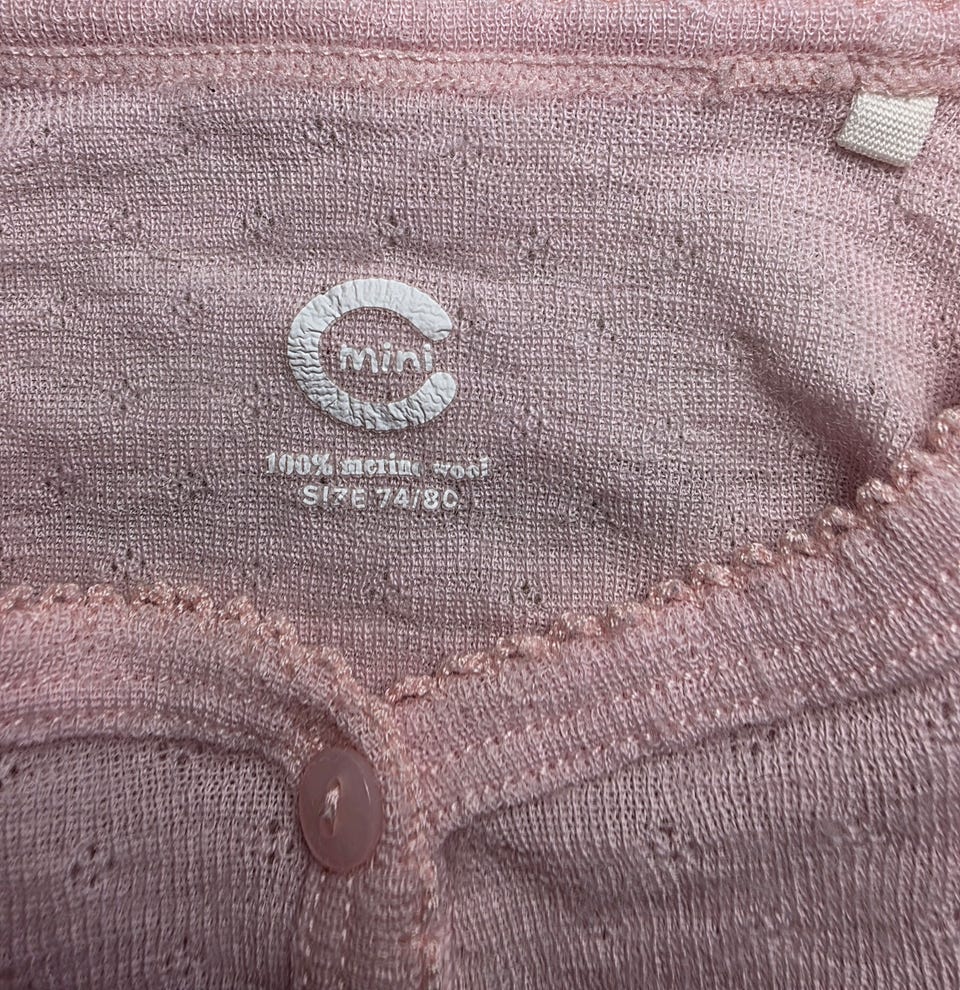 mini
100% merino wool
SIZE 74/80